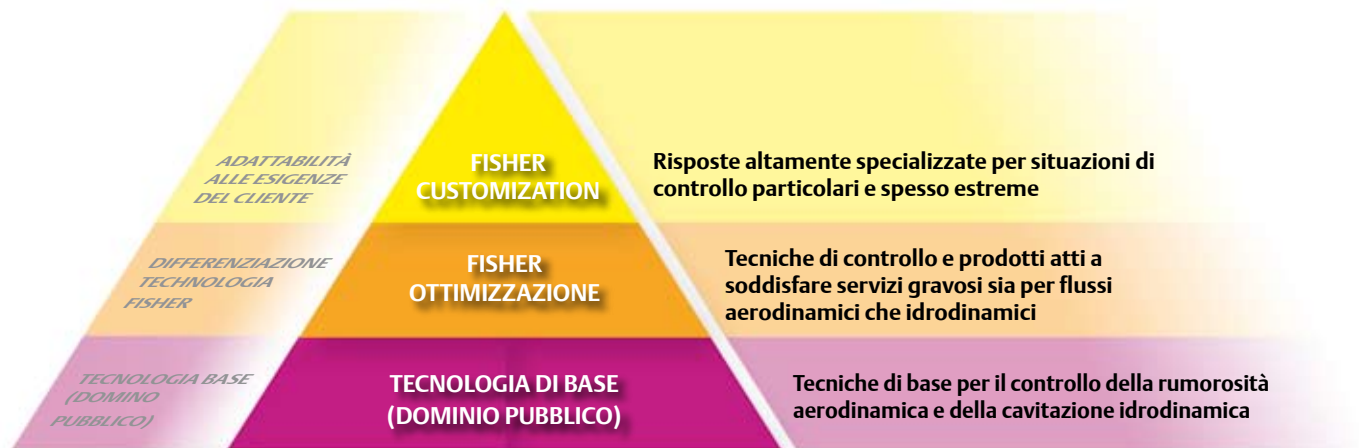 ADATTABILITÀ
ALLE ESIGENZE
DEL CLIENTE
FISHER
CUSTOMIZATION
Risposte altamente specializzate per situazioni di
controllo particolari e spesso estreme
DIFFERENZIAZIONE
TECHNOLOGIA
FISHER
FISHER
OTTIMIZZAZIONE
Tecniche di controllo e prodotti atti a
soddisfare servizi gravosi sia per flussi
aerodinamici che idrodinamici
TECNOLOGIA BASE
(DOMINO
PUBBLICO)
TECNOLOGIA DI BASE
(DOMINIO PUBBLICO)
Tecniche di base per il controllo della rumorosità
aerodinamica e della cavitazione idrodinamica